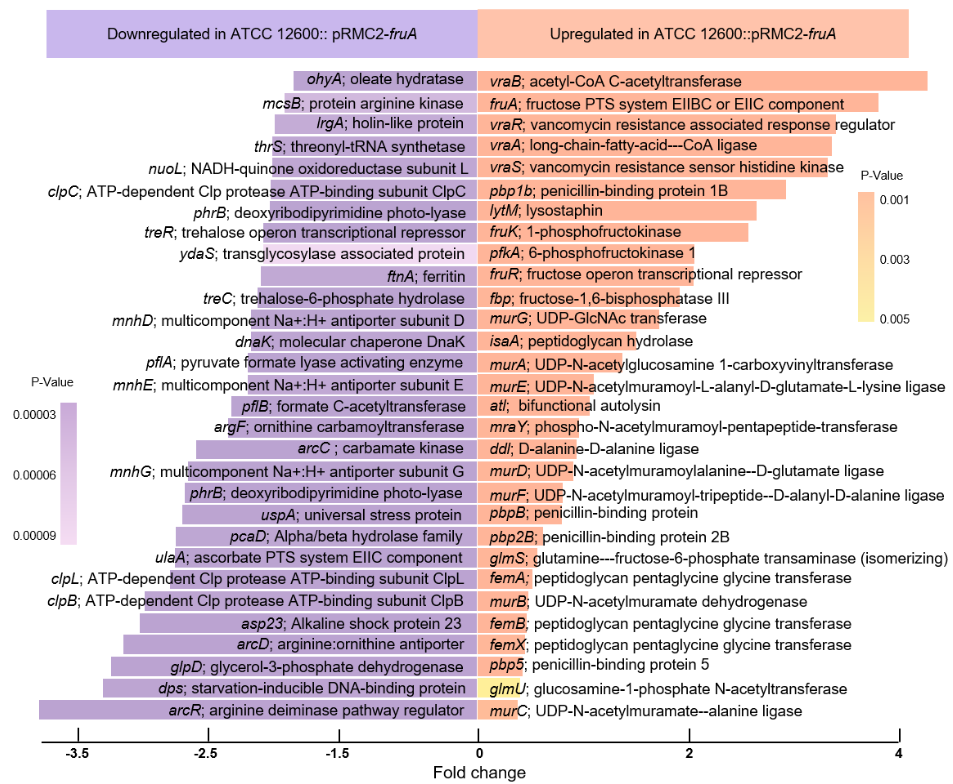 Downregulated in ATCC 12600:: pRMC2-fruA
Upregulated in ATCC 12600::pRMC2-fruA
ohyA; oleate hydratase
vraB; acetyl-CoA C-acetyltransferase
mcsB; protein arginine kinase
fruA; fructose PTS system EIIBC or EIIC component
lrgA; holin-like protein
vraR; vancomycin resistance associated response regulator
thrS; threonyl-tRNA synthetase
vraA; long-chain-fatty-acid---CoA ligase
nuoL; NADH-quinone oxidoreductase subunit L
vraS; vancomycin resistance sensor histidine kinase
clpC; ATP-dependent Clp protease ATP-binding subunit ClpC
pbp1b; penicillin-binding protein 1B
phrB; deoxyribodipyrimidine photo-lyase
lytM; lysostaphin
treR; trehalose operon transcriptional repressor
fruK; 1-phosphofructokinase
ydaS; transglycosylase associated protein
pfkA; 6-phosphofructokinase 1
ftnA; ferritin
fruR; fructose operon transcriptional repressor
treC; trehalose-6-phosphate hydrolase
fbp; fructose-1,6-bisphosphatase III
mnhD; multicomponent Na+:H+ antiporter subunit D
murG; UDP-GlcNAc transferase
dnaK; molecular chaperone DnaK
isaA; peptidoglycan hydrolase
pflA; pyruvate formate lyase activating enzyme
murA; UDP-N-acetylglucosamine 1-carboxyvinyltransferase
mnhE; multicomponent Na+:H+ antiporter subunit E
murE; UDP-N-acetylmuramoyl-L-alanyl-D-glutamate-L-lysine ligase
pflB; formate C-acetyltransferase
atl; bifunctional autolysin
argF; ornithine carbamoyltransferase
mraY; phospho-N-acetylmuramoyl-pentapeptide-transferase
arcC ; carbamate kinase
ddl; D-alanine-D-alanine ligase
mnhG; multicomponent Na+:H+ antiporter subunit G
murD; UDP-N-acetylmuramoylalanine--D-glutamate ligase
phrB; deoxyribodipyrimidine photo-lyase
murF; UDP-N-acetylmuramoyl-tripeptide--D-alanyl-D-alanine ligase
uspA; universal stress protein
pbpB; penicillin-binding protein
pcaD; Alpha/beta hydrolase family
pbp2B; penicillin-binding protein 2B
ulaA; ascorbate PTS system EIIC component
glmS; glutamine---fructose-6-phosphate transaminase (isomerizing)
clpL; ATP-dependent Clp protease ATP-binding subunit ClpL
femA; peptidoglycan pentaglycine glycine transferase
clpB; ATP-dependent Clp protease ATP-binding subunit ClpB
murB; UDP-N-acetylmuramate dehydrogenase
asp23; Alkaline shock protein 23
femB; peptidoglycan pentaglycine glycine transferase
arcD; arginine:ornithine antiporter
femX; peptidoglycan pentaglycine glycine transferase
glpD; glycerol-3-phosphate dehydrogenase
pbp5; penicillin-binding protein 5
dps; starvation-inducible DNA-binding protein
glmU; glucosamine-1-phosphate N-acetyltransferase
arcR; arginine deiminase pathway regulator
murC; UDP-N-acetylmuramate--alanine ligase
P-Value
0.001
0.003
0.005
P-Value
0.00003
0.00006
0.00009
-3.5 -2.5 -1.5 0 2 4
Fold change